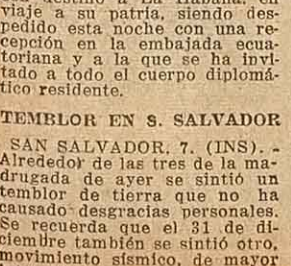 viaje a su patria, siendo des-
pedido esta noche con una re-
cepción en la embajada ecua-
toriana y a la que se ha invi-
tado a todo el cuerpo diplomá-
tico residente.
TEMBLOR EN S. SALVADOR
SAN SALVADOR. 7. (INS). -
Alrededor de las tres de la ma-
drugada de ayer se sintió un
temblor de tierra que no ha
causado desgracias personales.
Se recuerda que el 31 de di-
ciembre también se sintió otro,
movimiento sísmico, de mayor